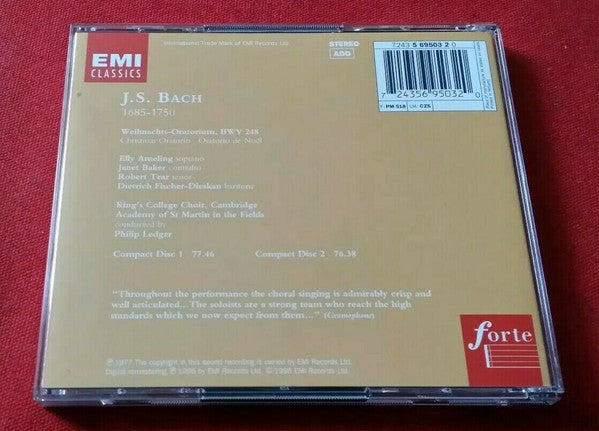 EMI
CLASSICS
International Trade Mark of EMI Records Ltd.
STEREO
ADD
7243 5 69503 2 0
7 24356 95032 0
F: PM 518 UK: CZS
J.S. BACH
1685-1750
Weihnachts-Oratorium, BWV 248
Christmas Oratorio · Oratorio de Noël
Elly Ameling soprano
Janet Baker contralto
Robert Tear tenor
Dietrich Fischer-Dieskau baritone
King's College Choir, Cambridge
Academy of St Martin in the Fields
conducted by
Philip Ledger
Compact Disc 1 77.46 Compact Disc 2 76.38
"Throughout the performance the choral singing is admirably crisp and
well articulated...The soloists are a strong team who reach the high
standards which we now expect from them..." (Gramophone)
forte
℗ 1977 The copyright in this sound recording is owned by EMI Records Ltd.
Digital remastering ℗ 1996 by EMI Records Ltd. © 1996 EMI Records Ltd.